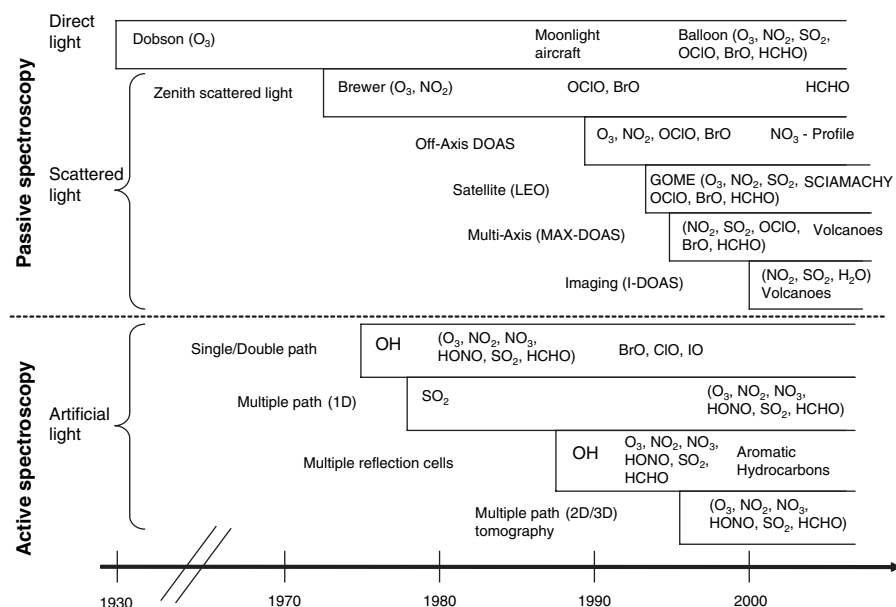 Direct
light
Dobson (O₃)
Moonlight
aircraft
Balloon (O₃, NO₂, SO₂,
OClO, BrO, HCHO)
Passive spectroscopy
Scattered
light
Zenith scattered light
Brewer (O₃, NO₂)
OClO, BrO
HCHO
Off-Axis DOAS
O₃, NO₂, OClO, BrO
NO₃ - Profile
Satellite (LEO)
GOME (O₃, NO₂, SO₂, SCIAMACHY
OClO, BrO, HCHO)
Multi-Axis (MAX-DOAS)
(NO₂, SO₂, OClO,
BrO, HCHO)
Volcanoes
Imaging (I-DOAS)
(NO₂, SO₂, H₂O)
Volcanoes
Active spectroscopy
Artificial
light
Single/Double path
OH
(O₃, NO₂, NO₃,
HONO, SO₂, HCHO)
BrO, ClO, IO
Multiple path (1D)
SO₂
(O₃, NO₂, NO₃,
HONO, SO₂, HCHO)
Multiple reflection cells
OH
O₃, NO₂, NO₃,
HONO, SO₂,
HCHO
Aromatic
Hydrocarbons
Multiple path (2D/3D)
tomography
(O₃, NO₂, NO₃,
HONO, SO₂, HCHO)
1930
1970
1980
1990
2000